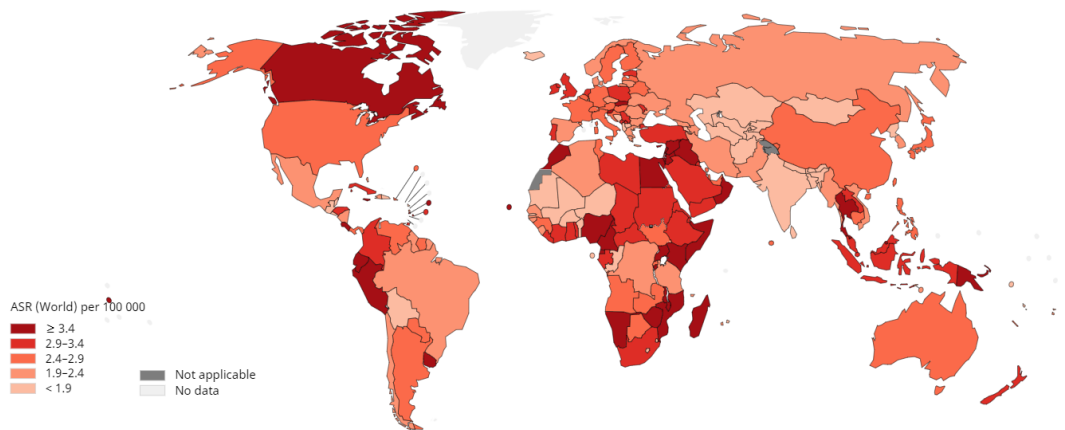 ASR (World) per 100 000
≥ 3.4
2.9–3.4
2.4–2.9
1.9–2.4
< 1.9
Not applicable
No data